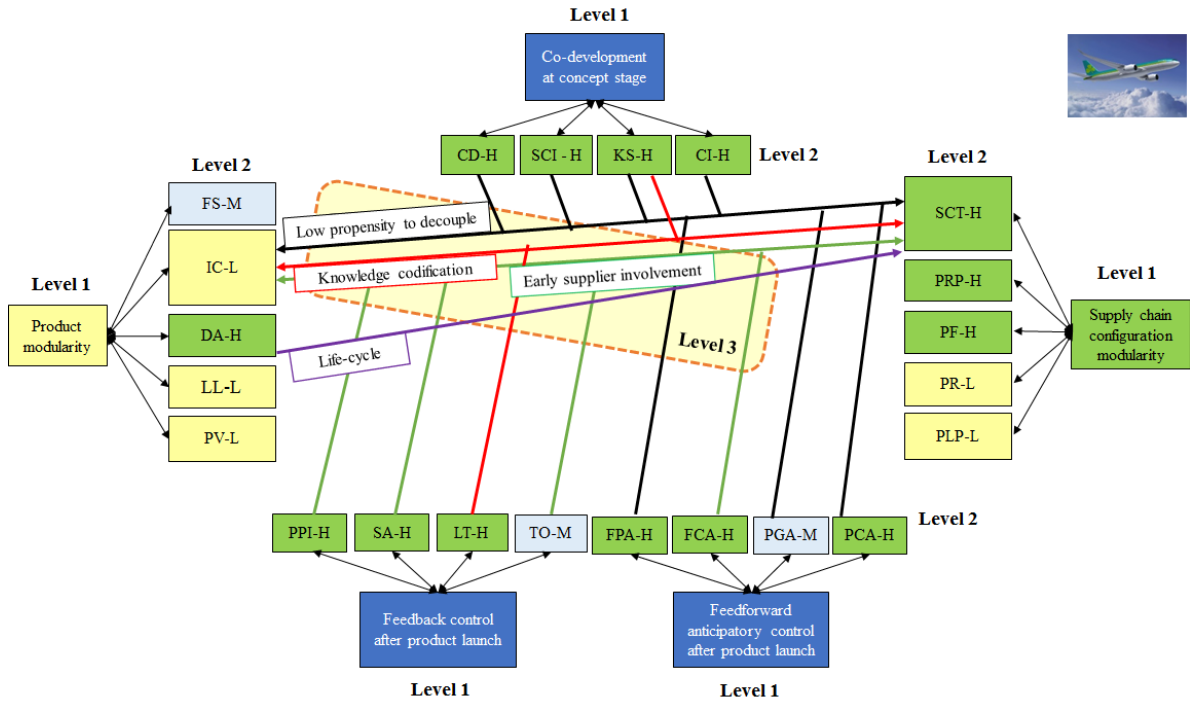 Level 1
Co-development
at concept stage
CD-H
SCI - H
KS-H
CI-H
Level 2
Level 2
Level 2
FS-M
IC-L
DA-H
LL-L
PV-L
Level 1
Product
modularity
Low propensity to decouple
Knowledge codification
Early supplier involvement
Life-cycle
Level 3
SCT-H
PRP-H
PF-H
PR-L
PLP-L
Level 1
Supply chain
configuration
modularity
PPI-H
SA-H
LT-H
TO-M
FPA-H
FCA-H
PGA-M
PCA-H
Level 2
Feedback control
after product launch
Feedforward
anticipatory control
after product launch
Level 1
Level 1